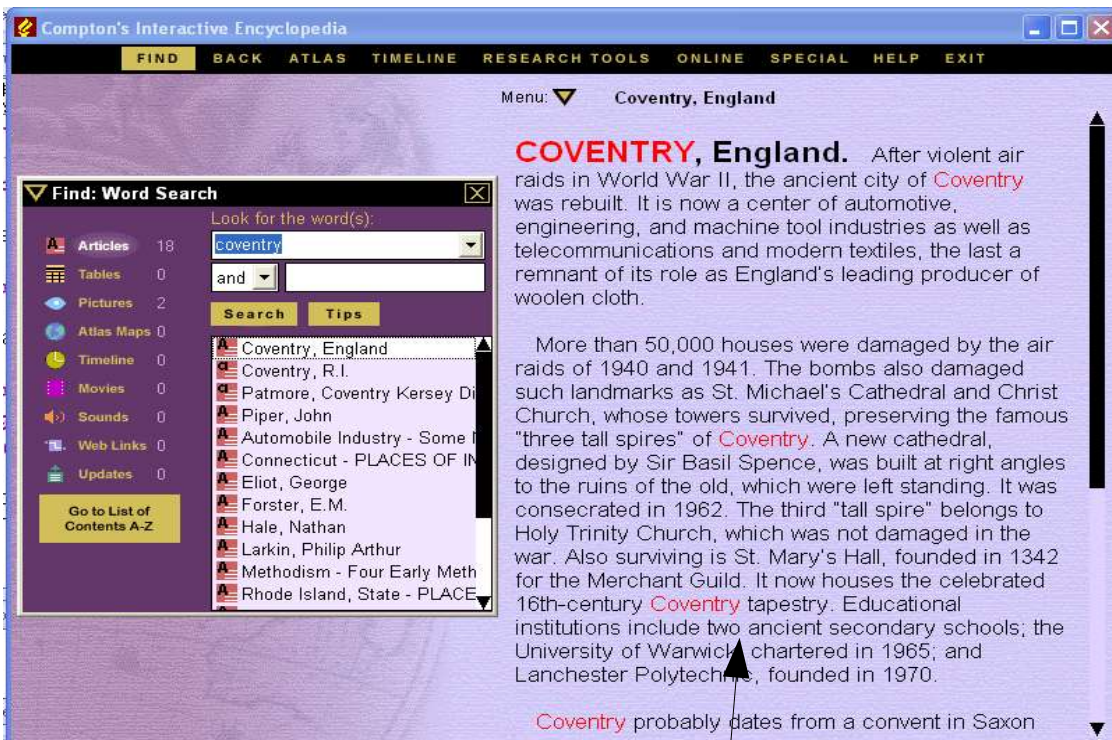 Compton's Interactive Encyclopedia
FIND BACK ATLAS TIMELINE RESEARCH TOOLS ONLINE SPECIAL HELP EXIT
Menu: Coventry, England
Find: Word Search
Look for the word(s):
coventry
and
Search Tips
Articles 18
Tables 0
Pictures 2
Atlas Maps 0
Timeline 0
Movies 0
Sounds 0
Web Links 0
Updates 0
Go to List of
Contents A-Z
Coventry, England
Coventry, R.I.
Patmore, Coventry Kersey Di
Piper, John
Automobile Industry - Some
Connecticut - PLACES OF IN
Eliot, George
Forster, E.M.
Hale, Nathan
Larkin, Philip Arthur
Methodism - Four Early Meth
Rhode Island, State - PLACE
COVENTRY, England. After violent air
raids in World War II, the ancient city of Coventry
was rebuilt. It is now a center of automotive,
engineering, and machine tool industries as well as
telecommunications and modern textiles, the last a
remnant of its role as England's leading producer of
woolen cloth.
More than 50,000 houses were damaged by the air
raids of 1940 and 1941. The bombs also damaged
such landmarks as St. Michael's Cathedral and Christ
Church, whose towers survived, preserving the famous
"three tall spires" of Coventry. A new cathedral,
designed by Sir Basil Spence, was built at right angles
to the ruins of the old, which were left standing. It was
consecrated in 1962. The third "tall spire" belongs to
Holy Trinity Church, which was not damaged in the
war. Also surviving is St. Mary's Hall, founded in 1342
for the Merchant Guild. It now houses the celebrated
16th-century Coventry tapestry. Educational
institutions include two ancient secondary schools; the
University of Warwick, chartered in 1965; and
Lanchester Polytechnic, founded in 1970.
Coventry probably dates from a convent in Saxon